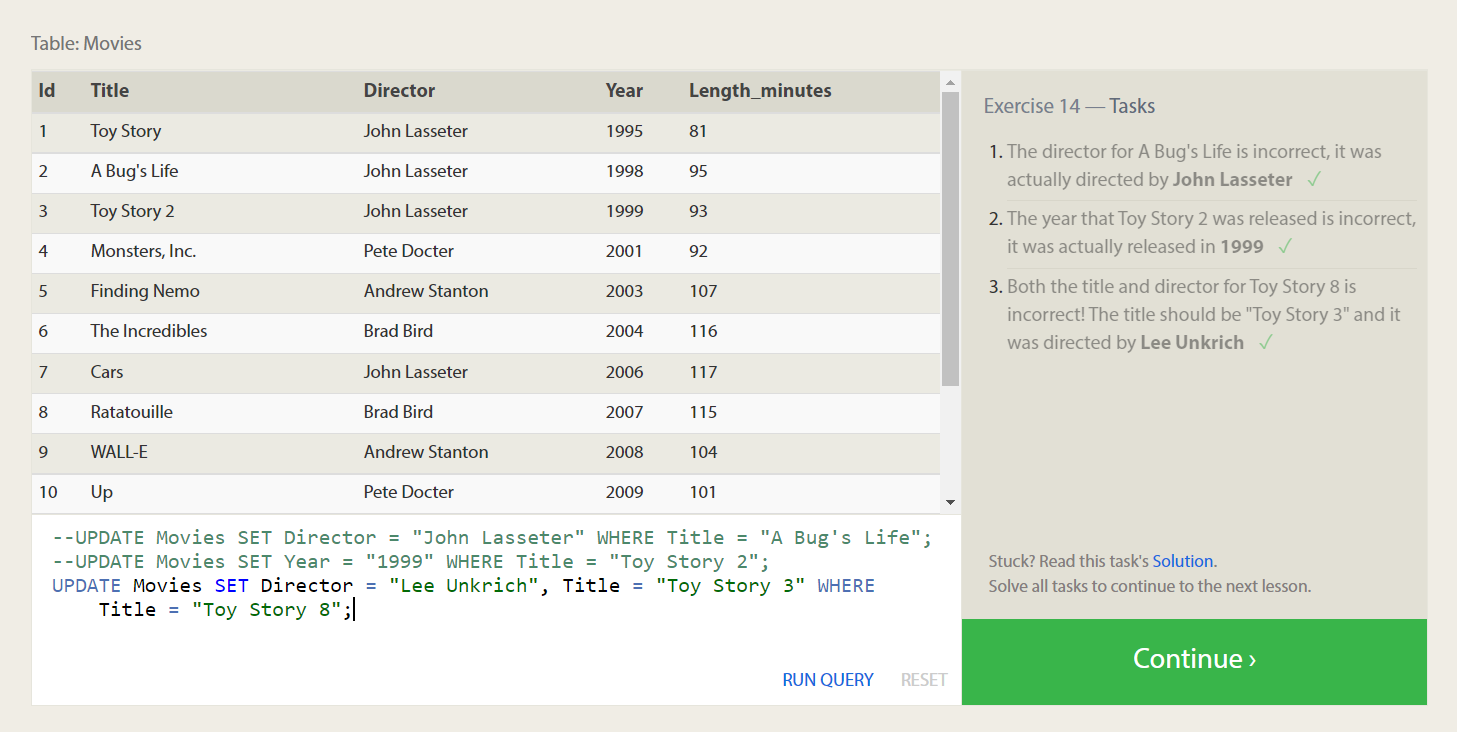 Table: Movies
Id Title Director Year Length_minutes
1 Toy Story John Lasseter 1995 81
2 A Bug's Life John Lasseter 1998 95
3 Toy Story 2 John Lasseter 1999 93
4 Monsters, Inc. Pete Docter 2001 92
5 Finding Nemo Andrew Stanton 2003 107
6 The Incredibles Brad Bird 2004 116
7 Cars John Lasseter 2006 117
8 Ratatouille Brad Bird 2007 115
9 WALL-E Andrew Stanton 2008 104
10 Up Pete Docter 2009 101
--UPDATE Movies SET Director = "John Lasseter" WHERE Title = "A Bug's Life";
--UPDATE Movies SET Year = "1999" WHERE Title = "Toy Story 2";
UPDATE Movies SET Director = "Lee Unkrich", Title = "Toy Story 3" WHERE
Title = "Toy Story 8";
RUN QUERY RESET
Exercise 14 — Tasks
1. The director for A Bug's Life is incorrect, it was
actually directed by John Lasseter ✓
2. The year that Toy Story 2 was released is incorrect,
it was actually released in 1999 ✓
3. Both the title and director for Toy Story 8 is
incorrect! The title should be "Toy Story 3" and it
was directed by Lee Unkrich ✓
Stuck? Read this task's Solution.
Solve all tasks to continue to the next lesson.
Continue ›